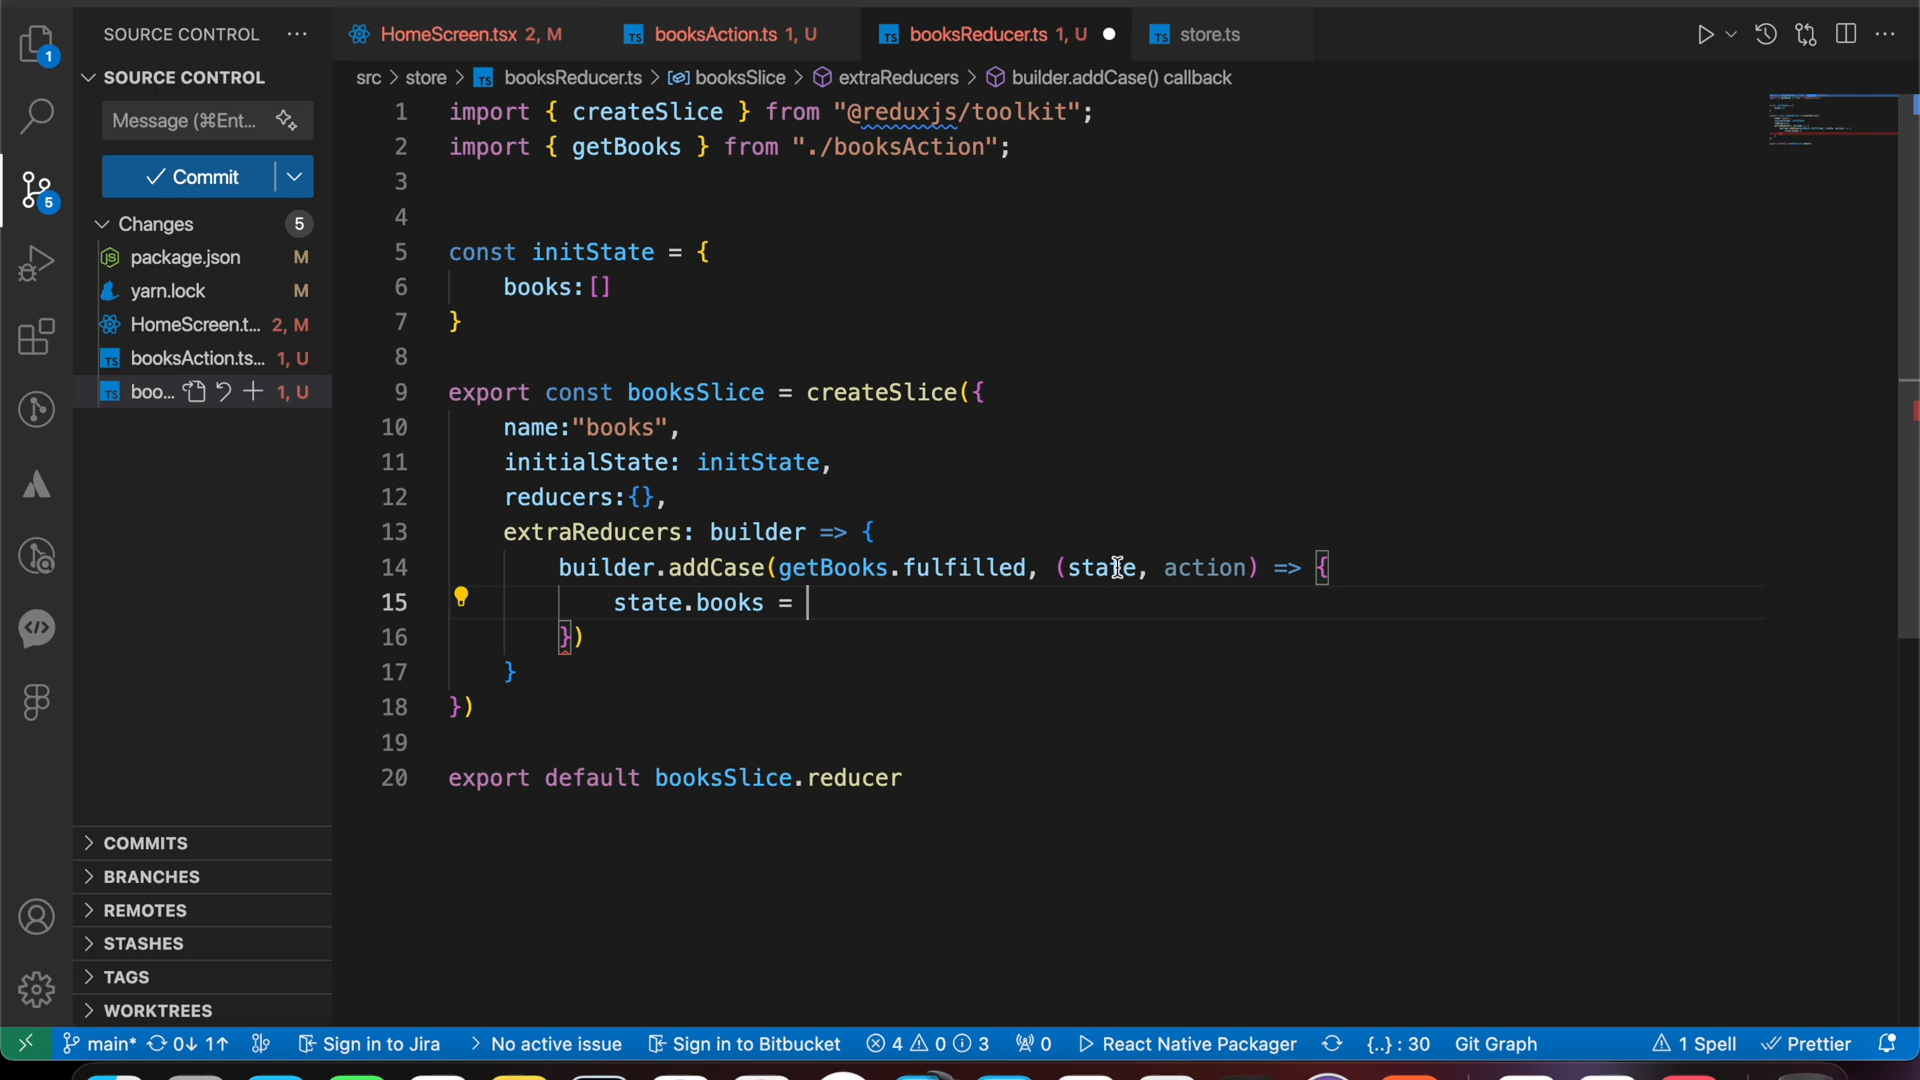 SOURCE CONTROL
HomeScreen.tsx 2, M
booksAction.ts 1, U
booksReducer.ts 1, U
store.ts
SOURCE CONTROL
src > store > booksReducer.ts > booksSlice > extraReducers > builder.addCase() callback
Message (⌘Ent...
Commit
Changes 5
package.json M
yarn.lock M
HomeScreen.t... 2, M
booksAction.ts... 1, U
boo... 1, U
1 import { createSlice } from "@reduxjs/toolkit";
2 import { getBooks } from "./booksAction";
3
4
5 const initState = {
6 books:[]
7 }
8
9 export const booksSlice = createSlice({
10 name:"books",
11 initialState: initState,
12 reducers:{},
13 extraReducers: builder => {
14 builder.addCase(getBooks.fulfilled, (state, action) => {
15 state.books =
16 })
17 }
18 })
19
20 export default booksSlice.reducer
COMMITS
BRANCHES
REMOTES
STASHES
TAGS
WORKTREES
1
5
main* 0↓ 1↑ Sign in to Jira > No active issue Sign in to Bitbucket 4 0 3 0 React Native Packager {..} : 30 Git Graph 1 Spell Prettier